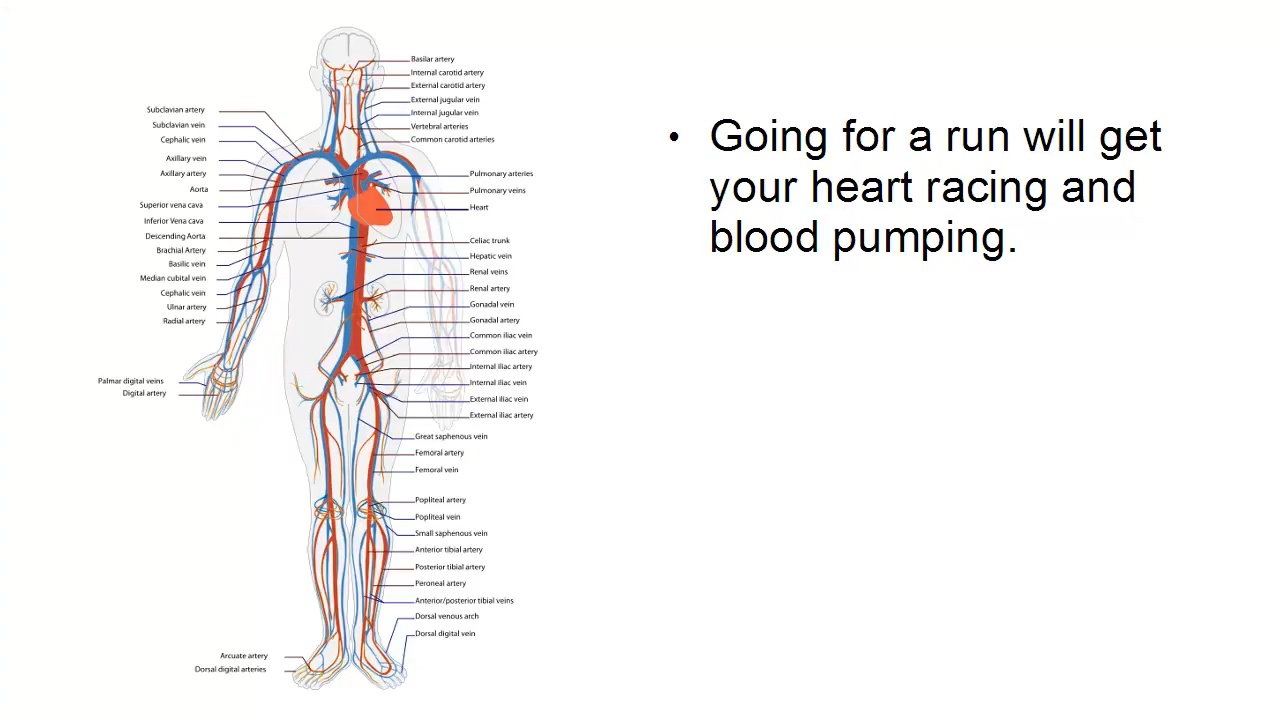 Basilar artery
Internal carotid artery
External carotid artery
External jugular vein
Internal jugular vein
Vertebral arteries
Common carotid arteries
Subclavian artery
Subclavian vein
Cephalic vein
Axillary vein
Axillary artery
Aorta
Superior vena cava
Inferior Vena cava
Descending Aorta
Brachial Artery
Basilic vein
Median cubital vein
Cephalic vein
Ulnar artery
Radial artery
Palmar digital veins
Digital artery
Pulmonary arteries
Pulmonary veins
Heart
Celiac trunk
Hepatic vein
Renal veins
Renal artery
Gonadal vein
Gonadal artery
Common iliac vein
Common iliac artery
Internal iliac artery
Internal iliac vein
External iliac vein
External iliac artery
Great saphenous vein
Femoral artery
Femoral vein
Popliteal artery
Popliteal vein
Small saphenous vein
Anterior tibial artery
Posterior tibial artery
Peroneal artery
Anterior/posterior tibial veins
Dorsal venous arch
Dorsal digital vein
Arcuate artery
Dorsal digital arteries
• Going for a run will get
your heart racing and
blood pumping.